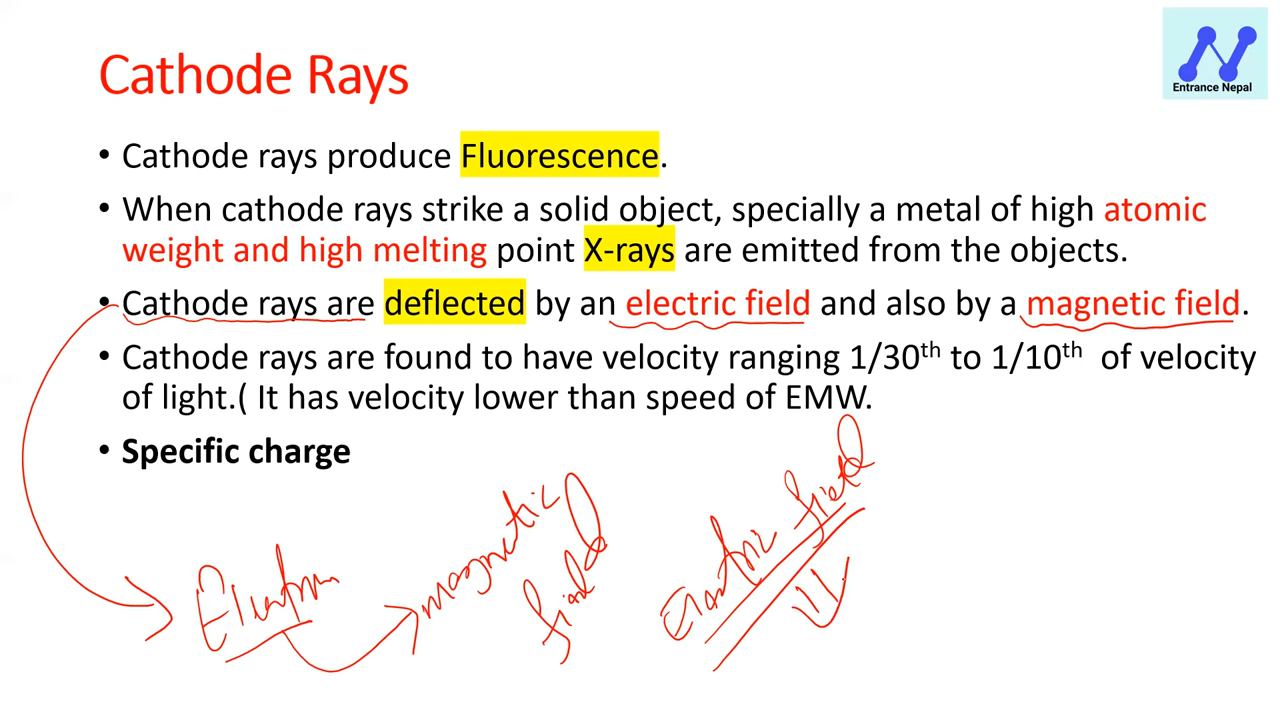 Cathode Rays
Entrance Nepal
• Cathode rays produce Fluorescence.
• When cathode rays strike a solid object, specially a metal of high atomic
weight and high melting point X-rays are emitted from the objects.
• Cathode rays are deflected by an electric field and also by a magnetic field.
• Cathode rays are found to have velocity ranging 1/30th to 1/10th of velocity
of light.( It has velocity lower than speed of EMW.
• Specific charge
magnetic
field
Electric field